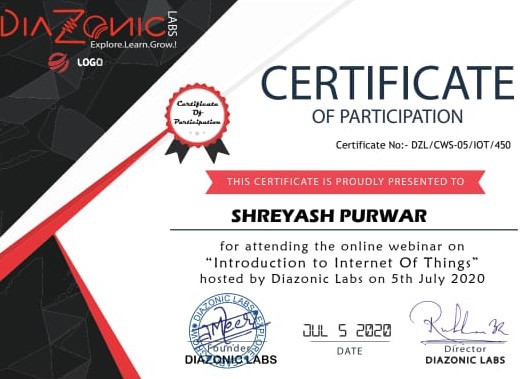 DIAZONIC LABS
Explore.Learn.Grow.!
LOGO
CERTIFICATE
OF PARTICIPATION
Certificate
Of
Participation
Certificate No:- DZL/CWS-05/IOT/450
THIS CERTIFICATE IS PROUDLY PRESENTED TO
SHREYASH PURWAR
for attending the online webinar on
“Introduction to Internet Of Things”
hosted by Diazonic Labs on 5th July 2020
DIAZONIC LABS
Founder
DIAZONIC LABS
JUL 5 2020
DATE
Director
DIAZONIC LABS